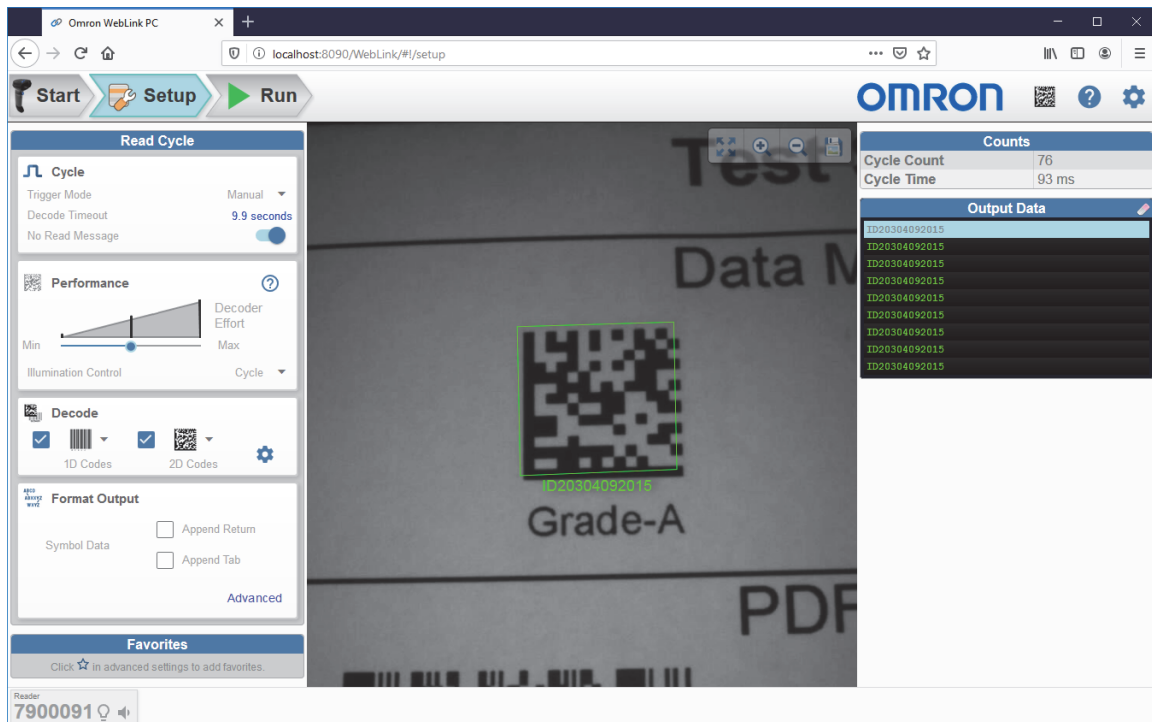 Omron WebLink PC
localhost:8090/WebLink/#!/setup
Start
Setup
Run
OMRON
Read Cycle
Cycle
Trigger Mode Manual
Decode Timeout 9.9 seconds
No Read Message
Performance
Decoder
Effort
Min Max
Illumination Control Cycle
Decode
1D Codes 2D Codes
Format Output
Symbol Data
Append Return
Append Tab
Advanced
Favorites
Click in advanced settings to add favorites.
Reader
7900091
Test
Data M
ID20304092015
Grade-A
PDF
Counts
Cycle Count 76
Cycle Time 93 ms
Output Data
ID20304092015
ID20304092015
ID20304092015
ID20304092015
ID20304092015
ID20304092015
ID20304092015
ID20304092015
ID20304092015